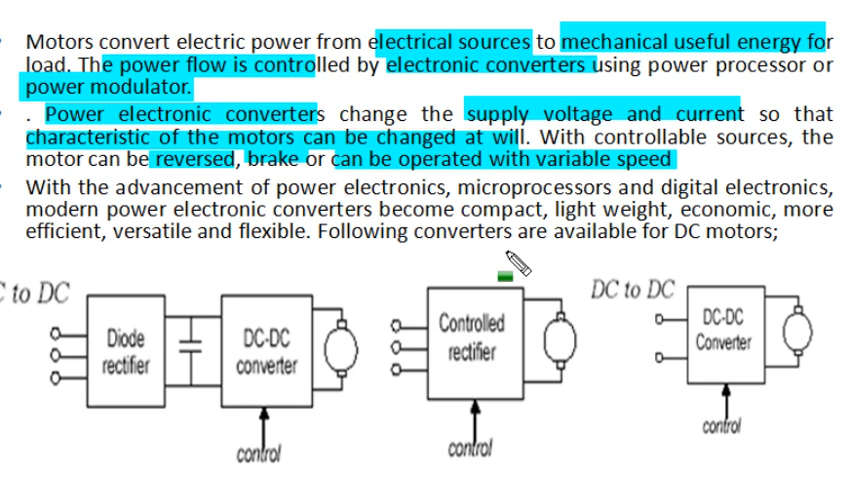 Motors convert electric power from electrical sources to mechanical useful energy for
load. The power flow is controlled by electronic converters using power processor or
power modulator.
. Power electronic converters change the supply voltage and current so that
characteristic of the motors can be changed at will. With controllable sources, the
motor can be reversed, brake or can be operated with variable speed
With the advancement of power electronics, microprocessors and digital electronics,
modern power electronic converters become compact, light weight, economic, more
efficient, versatile and flexible. Following converters are available for DC motors;
C to DC
Diode
rectifier
DC-DC
converter
control
Controlled
rectifier
control
DC to DC
DC-DC
Converter
control